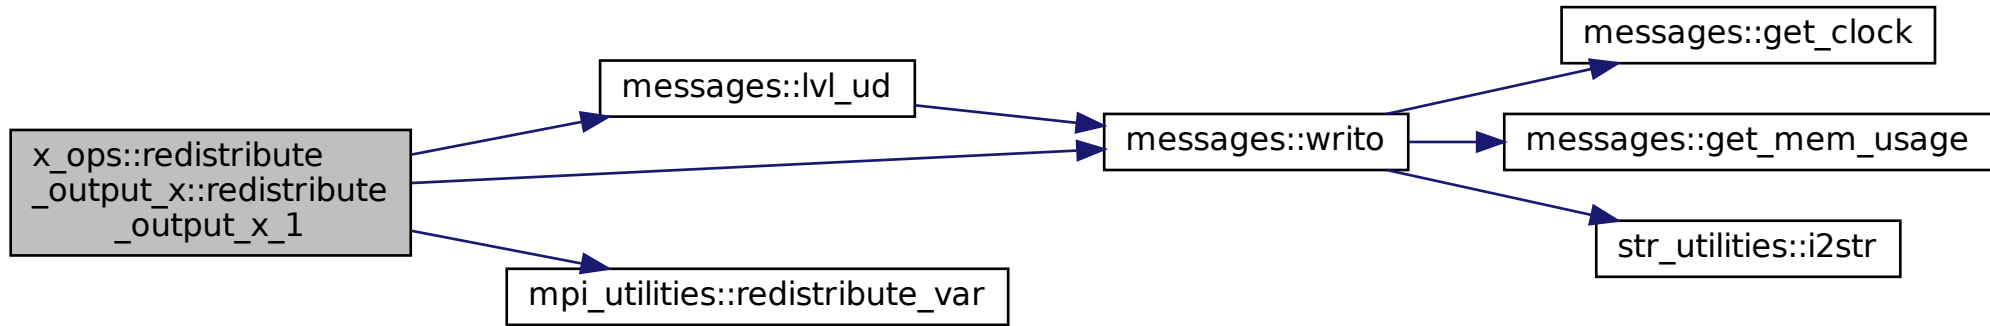 x_ops::redistribute
_output_x::redistribute
_output_x_1
messages::lvl_ud
mpi_utilities::redistribute_var
messages::writo
messages::get_clock
messages::get_mem_usage
str_utilities::i2str